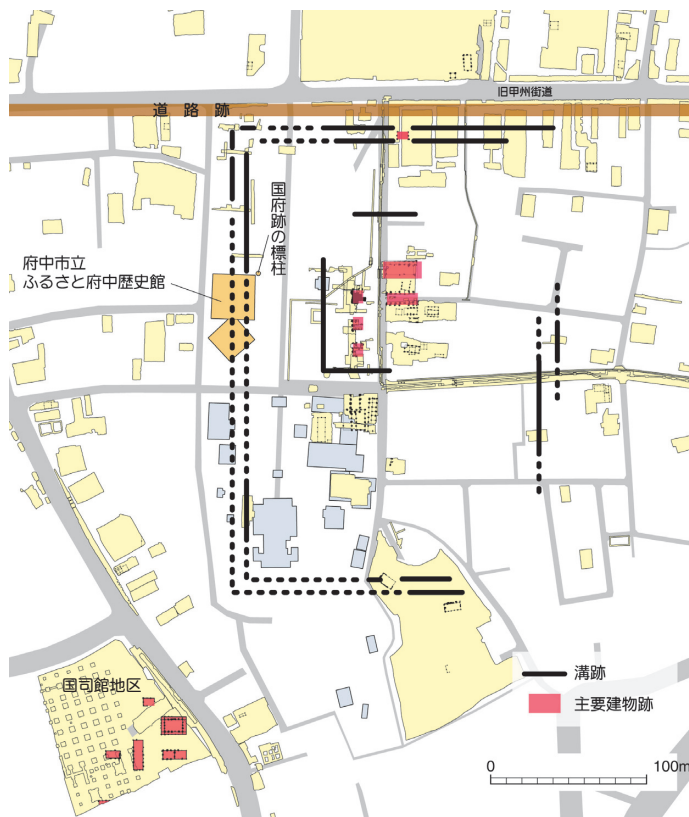 旧甲州街道
道路跡
国府跡の標柱
府中市立
ふるさと府中歴史館
国司館地区
溝跡
主要建物跡
0 100m